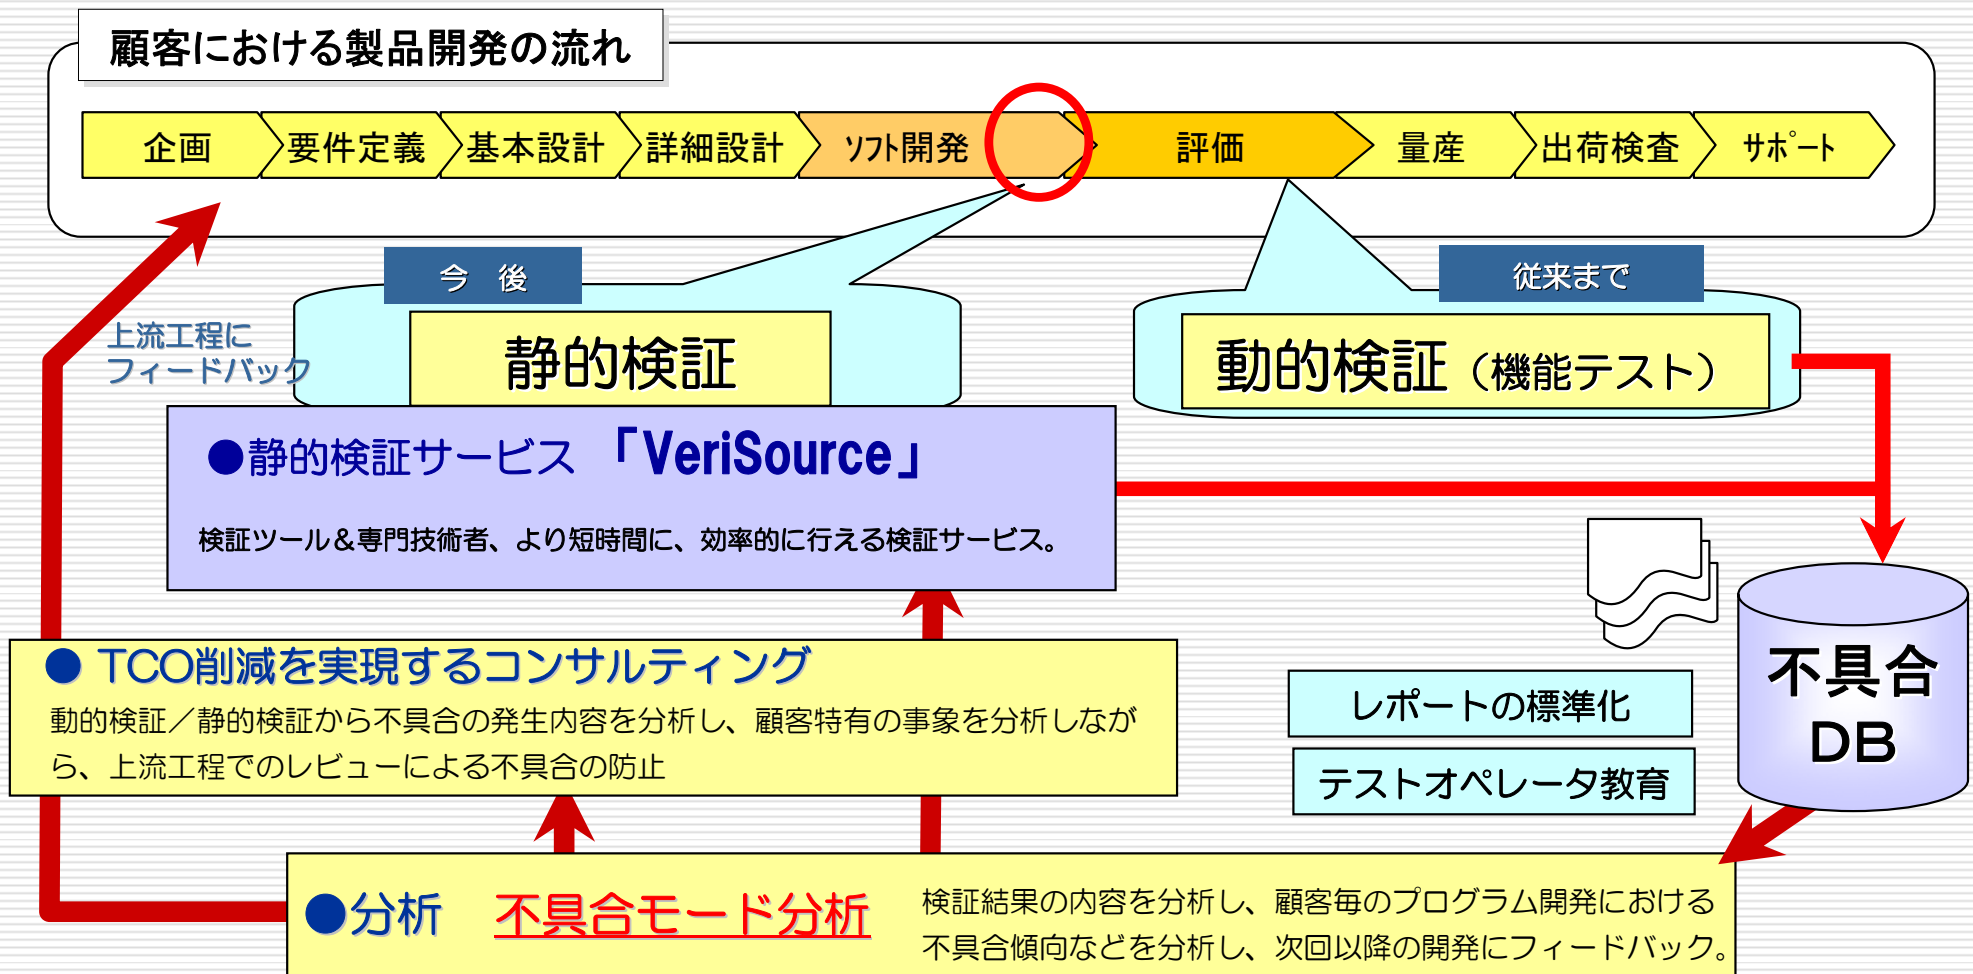 顧客における製品開発の流れ
企画
要件定義
基本設計
詳細設計
ソフト開発
評価
量産
出荷検査
サポート
今　後
従来まで
上流工程に
フィードバック
静的検証
動的検証（機能テスト）
●静的検証サービス「VeriSource」
検証ツール＆専門技術者、より短時間に、効率的に行える検証サービス。
● TCO削減を実現するコンサルティング
動的検証／静的検証から不具合の発生内容を分析し、顧客特有の事象を分析しなが
ら、上流工程でのレビューによる不具合の防止
レポートの標準化
テストオペレータ教育
不具合
DB
●分析　不具合モード分析
検証結果の内容を分析し、顧客毎のプログラム開発における
不具合傾向などを分析し、次回以降の開発にフィードバック。